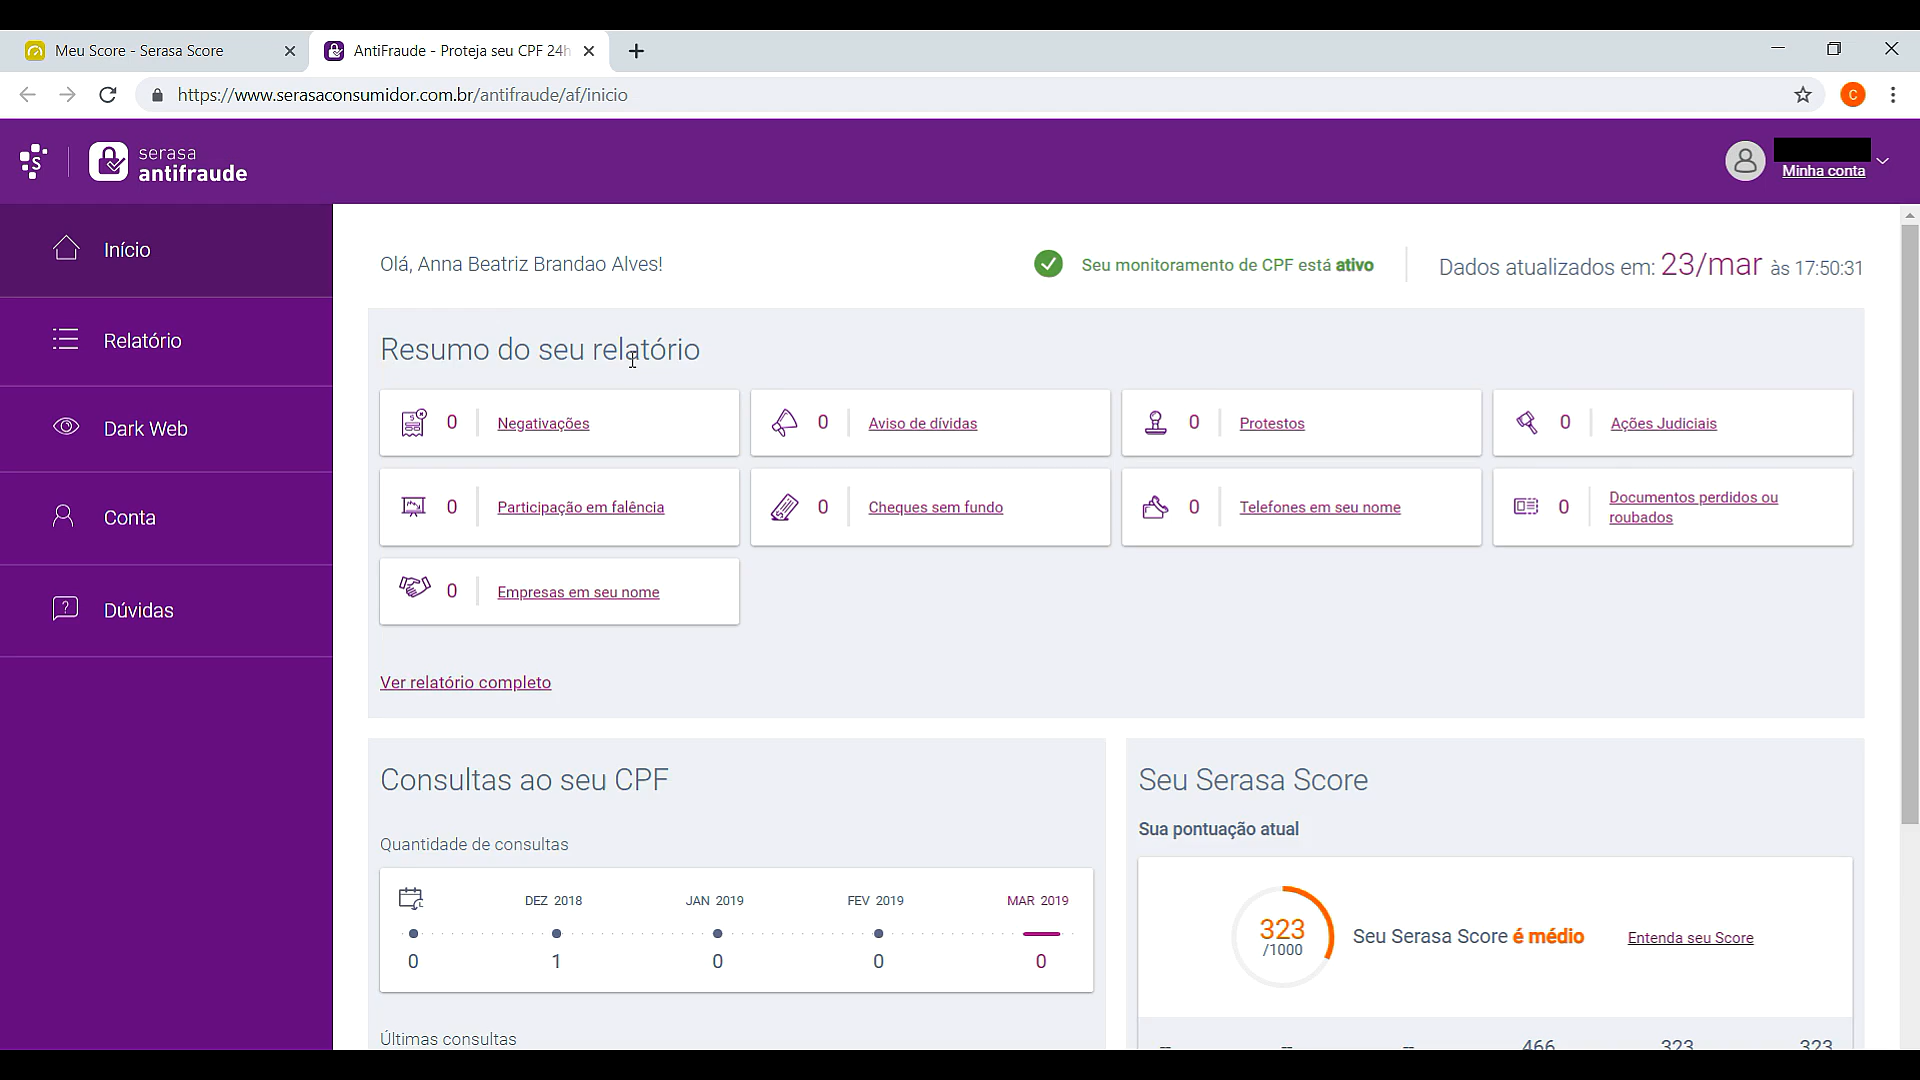 Meu Score - Serasa Score
AntiFraude - Proteja seu CPF 24h
https://www.serasaconsumidor.com.br/antifraude/af/inicio
C
S
serasa
antifraude
Minha conta
Início
Relatório
Dark Web
Conta
Dúvidas
Olá, Anna Beatriz Brandao Alves!
Seu monitoramento de CPF está ativo
Dados atualizados em: 23/mar às 17:50:31
Resumo do seu relatório
0 Negativações
0 Aviso de dívidas
0 Protestos
0 Ações Judiciais
0 Participação em falência
0 Cheques sem fundo
0 Telefones em seu nome
0 Documentos perdidos ou
roubados
0 Empresas em seu nome
Ver relatório completo
Consultas ao seu CPF
Quantidade de consultas
DEZ 2018 JAN 2019 FEV 2019 MAR 2019
0 1 0 0 0
Últimas consultas
Seu Serasa Score
Sua pontuação atual
323
/1000
Seu Serasa Score é médio
Entenda seu Score
-- -- -- 466 323 323